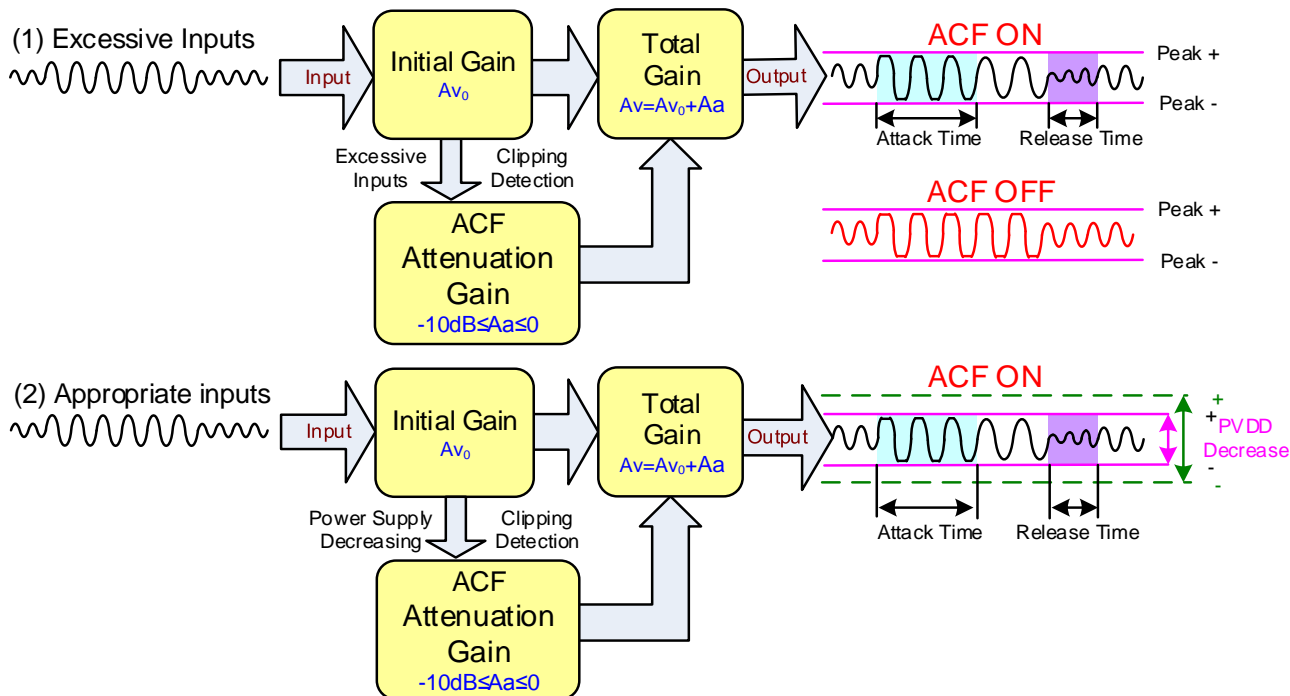 (1) Excessive Inputs
Input
Initial Gain
Av0
Total
Gain
Av=Av0+Aa
Output
ACF ON
Peak +
Peak -
Attack Time
Release Time
Excessive
Inputs
Clipping
Detection
ACF
Attenuation
Gain
-10dB≤Aa≤0
ACF OFF
Peak +
Peak -
(2) Appropriate inputs
Input
Initial Gain
Av0
Total
Gain
Av=Av0+Aa
Output
ACF ON
+
+
PVDD
Decrease
-
-
Attack Time
Release Time
Power Supply
Decreasing
Clipping
Detection
ACF
Attenuation
Gain
-10dB≤Aa≤0